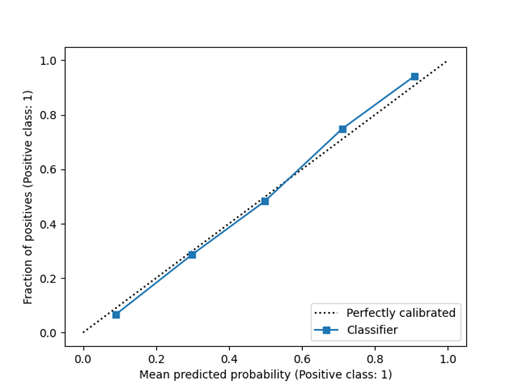 1.0
0.8
0.6
0.4
0.2
0.0
Fraction of positives (Positive class: 1)
Perfectly calibrated
Classifier
0.0 0.2 0.4 0.6 0.8 1.0
Mean predicted probability (Positive class: 1)